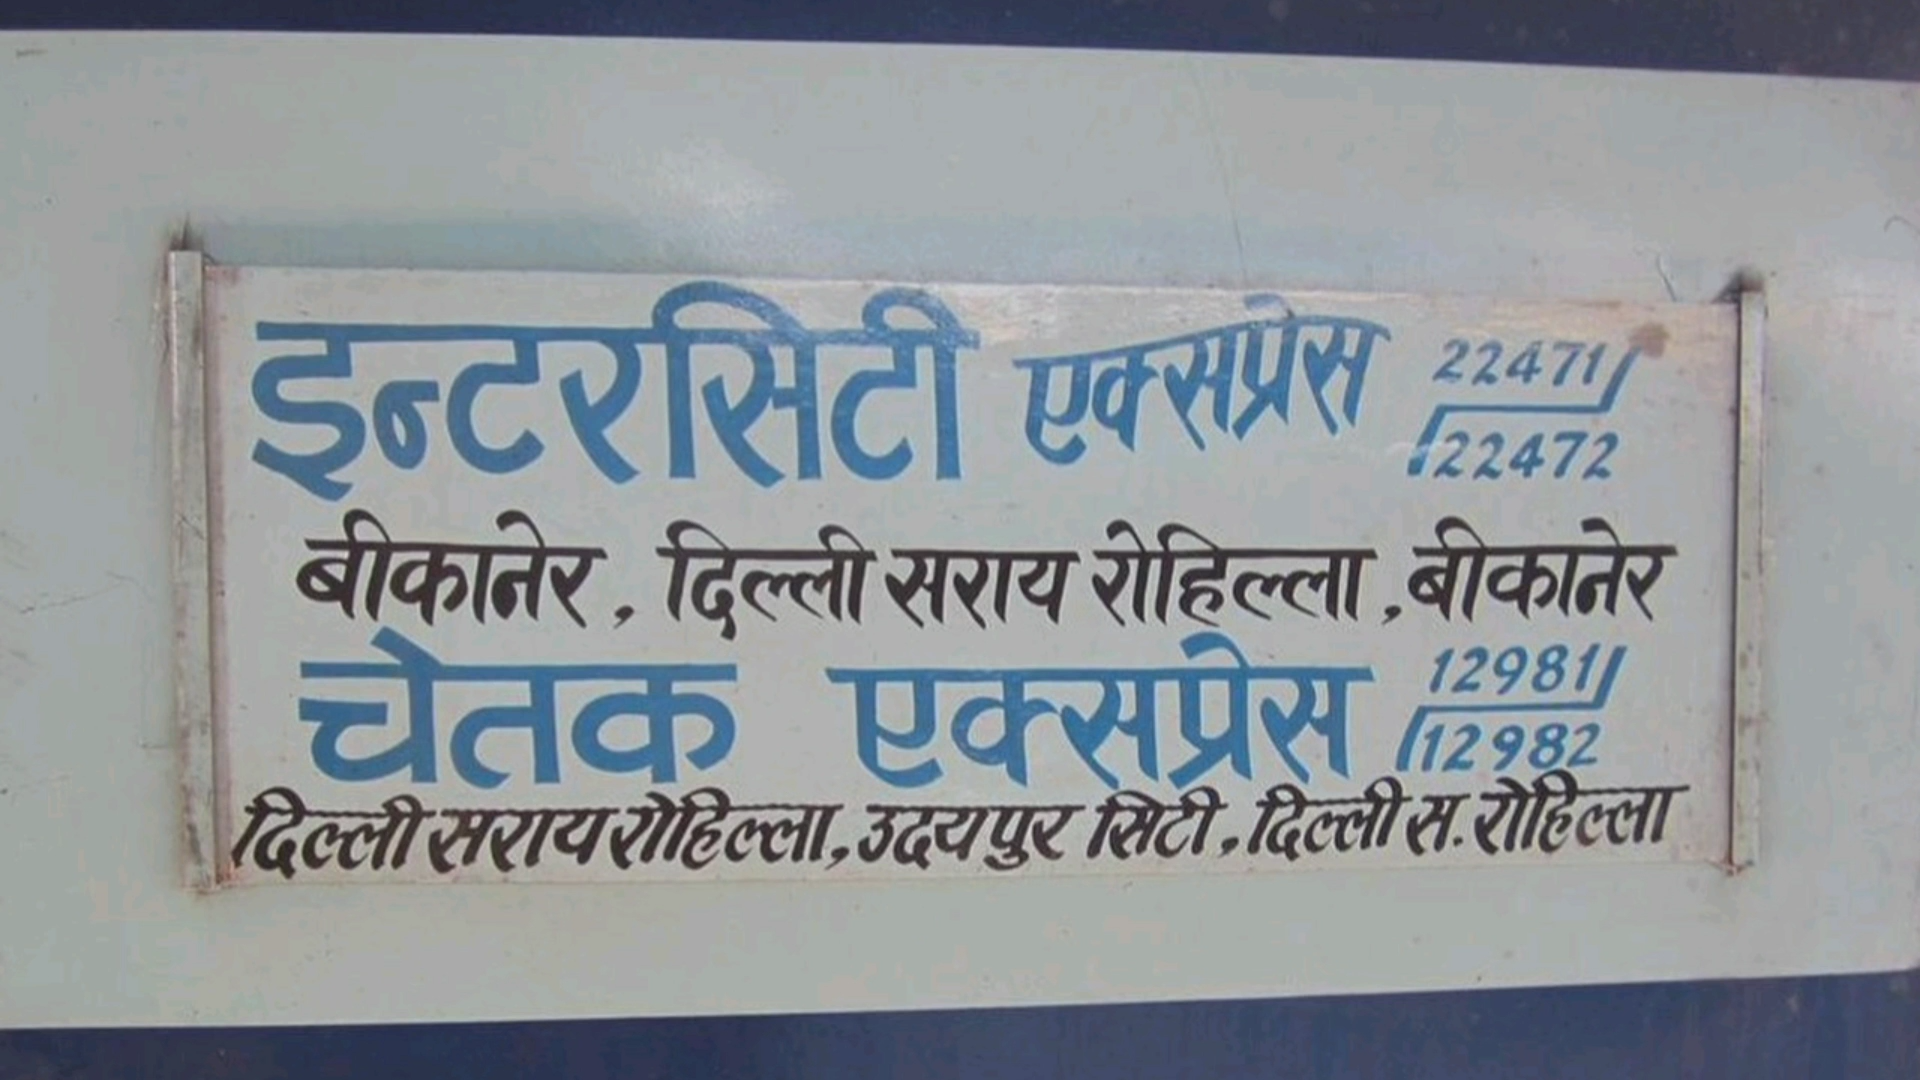 इन्टरसिटी एक्सप्रेस 22471/22472
बीकानेर, दिल्ली सराय रोहिल्ला, बीकानेर
चेतक एक्सप्रेस 12981/12982
दिल्ली सराय रोहिल्ला, उदयपुर सिटी, दिल्ली स. रोहिल्ला